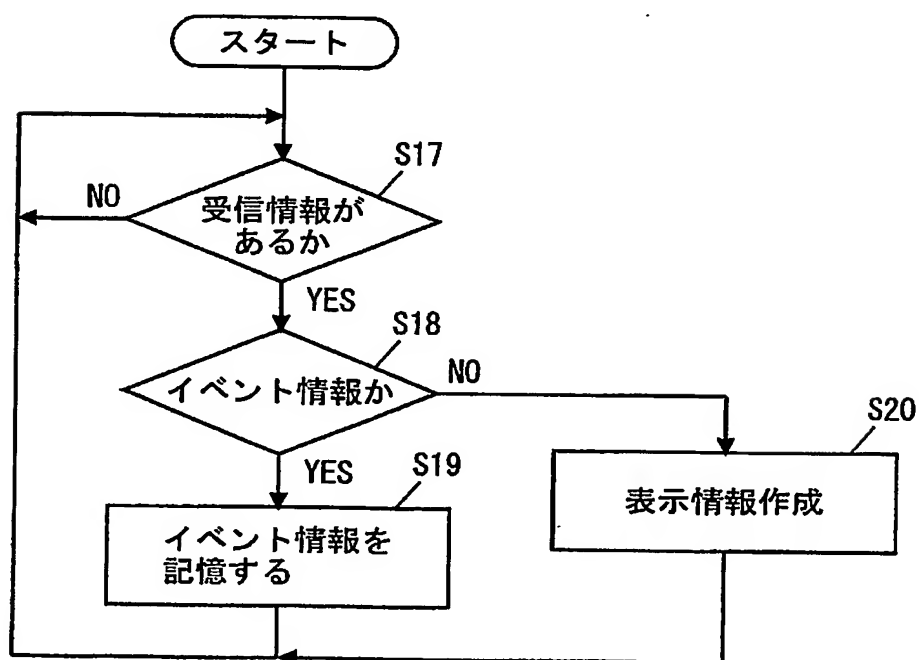 スタート
S17
NO
受信情報が
あるか
YES
S18
イベント情報か
NO
YES
S19
S20
イベント情報を
記憶する
表示情報作成